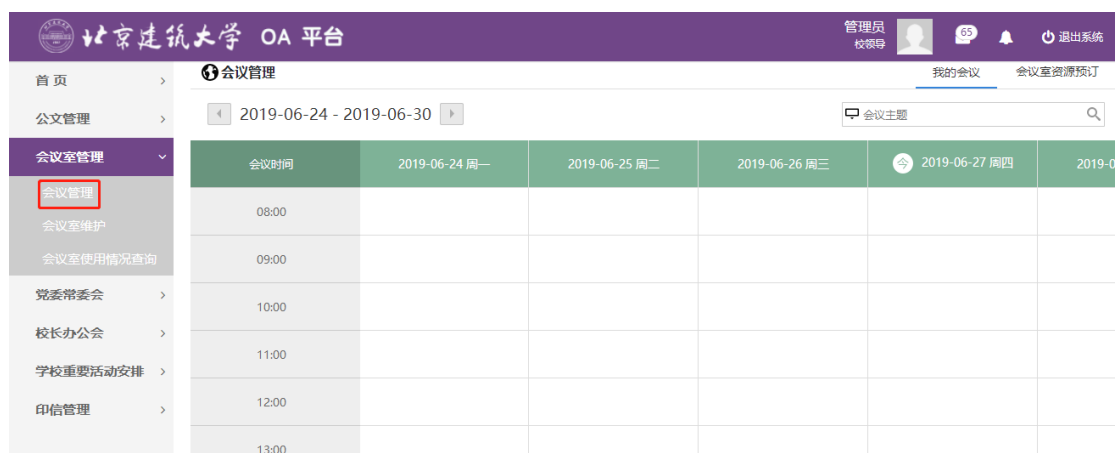 北京建筑大学 OA 平台
管理员
校领导
65
退出系统
首页
公文管理
会议室管理
会议管理
会议室维护
会议室使用情况查询
党委常委会
校长办公会
学校重要活动安排
印信管理
会议管理
我的会议
会议室资源预订
2019-06-24 - 2019-06-30
会议主题
会议时间
2019-06-24 周一
2019-06-25 周二
2019-06-26 周三
今 2019-06-27 周四
2019-0
08:00
09:00
10:00
11:00
12:00
13:00